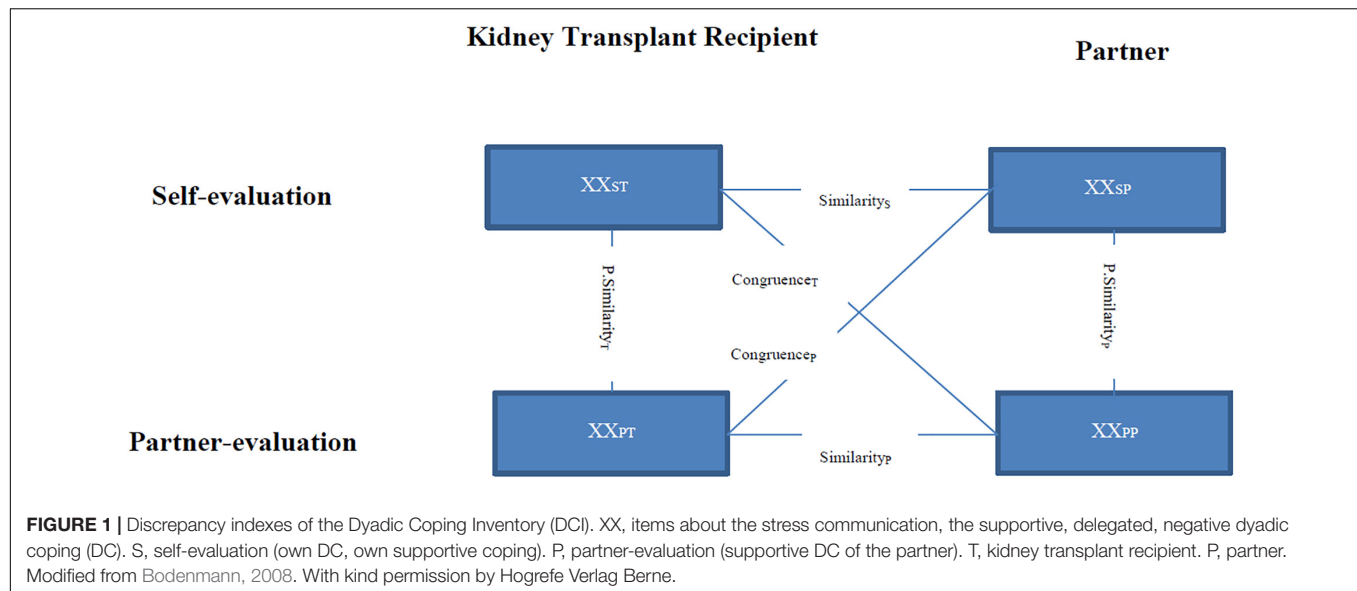 Kidney Transplant Recipient
Partner
Self-evaluation
XXST
SimilarityS
XXSP
P.SimilarityT
CongruenceT
CongruenceP
P.SimilarityP
Partner-evaluation
XXPT
SimilarityP
XXPP
FIGURE 1 | Discrepancy indexes of the Dyadic Coping Inventory (DCI). XX, items about the stress communication, the supportive, delegated, negative dyadic
coping (DC). S, self-evaluation (own DC, own supportive coping). P, partner-evaluation (supportive DC of the partner). T, kidney transplant recipient. P, partner.
Modified from Bodenmann, 2008. With kind permission by Hogrefe Verlag Berne.